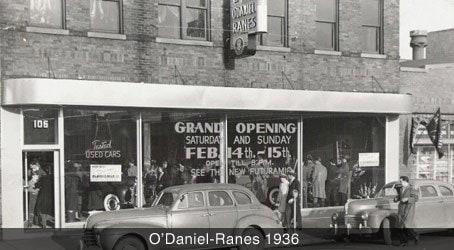 O'DANIEL
-RANES
106
Tested
USED CARS
GRAND OPENING
SATURDAY AND SUNDAY
FEB. 14th.-15th
OPEN TILL 9 P.M.
SEE THE NEW FUTURAMIC
O'Daniel-Ranes 1936